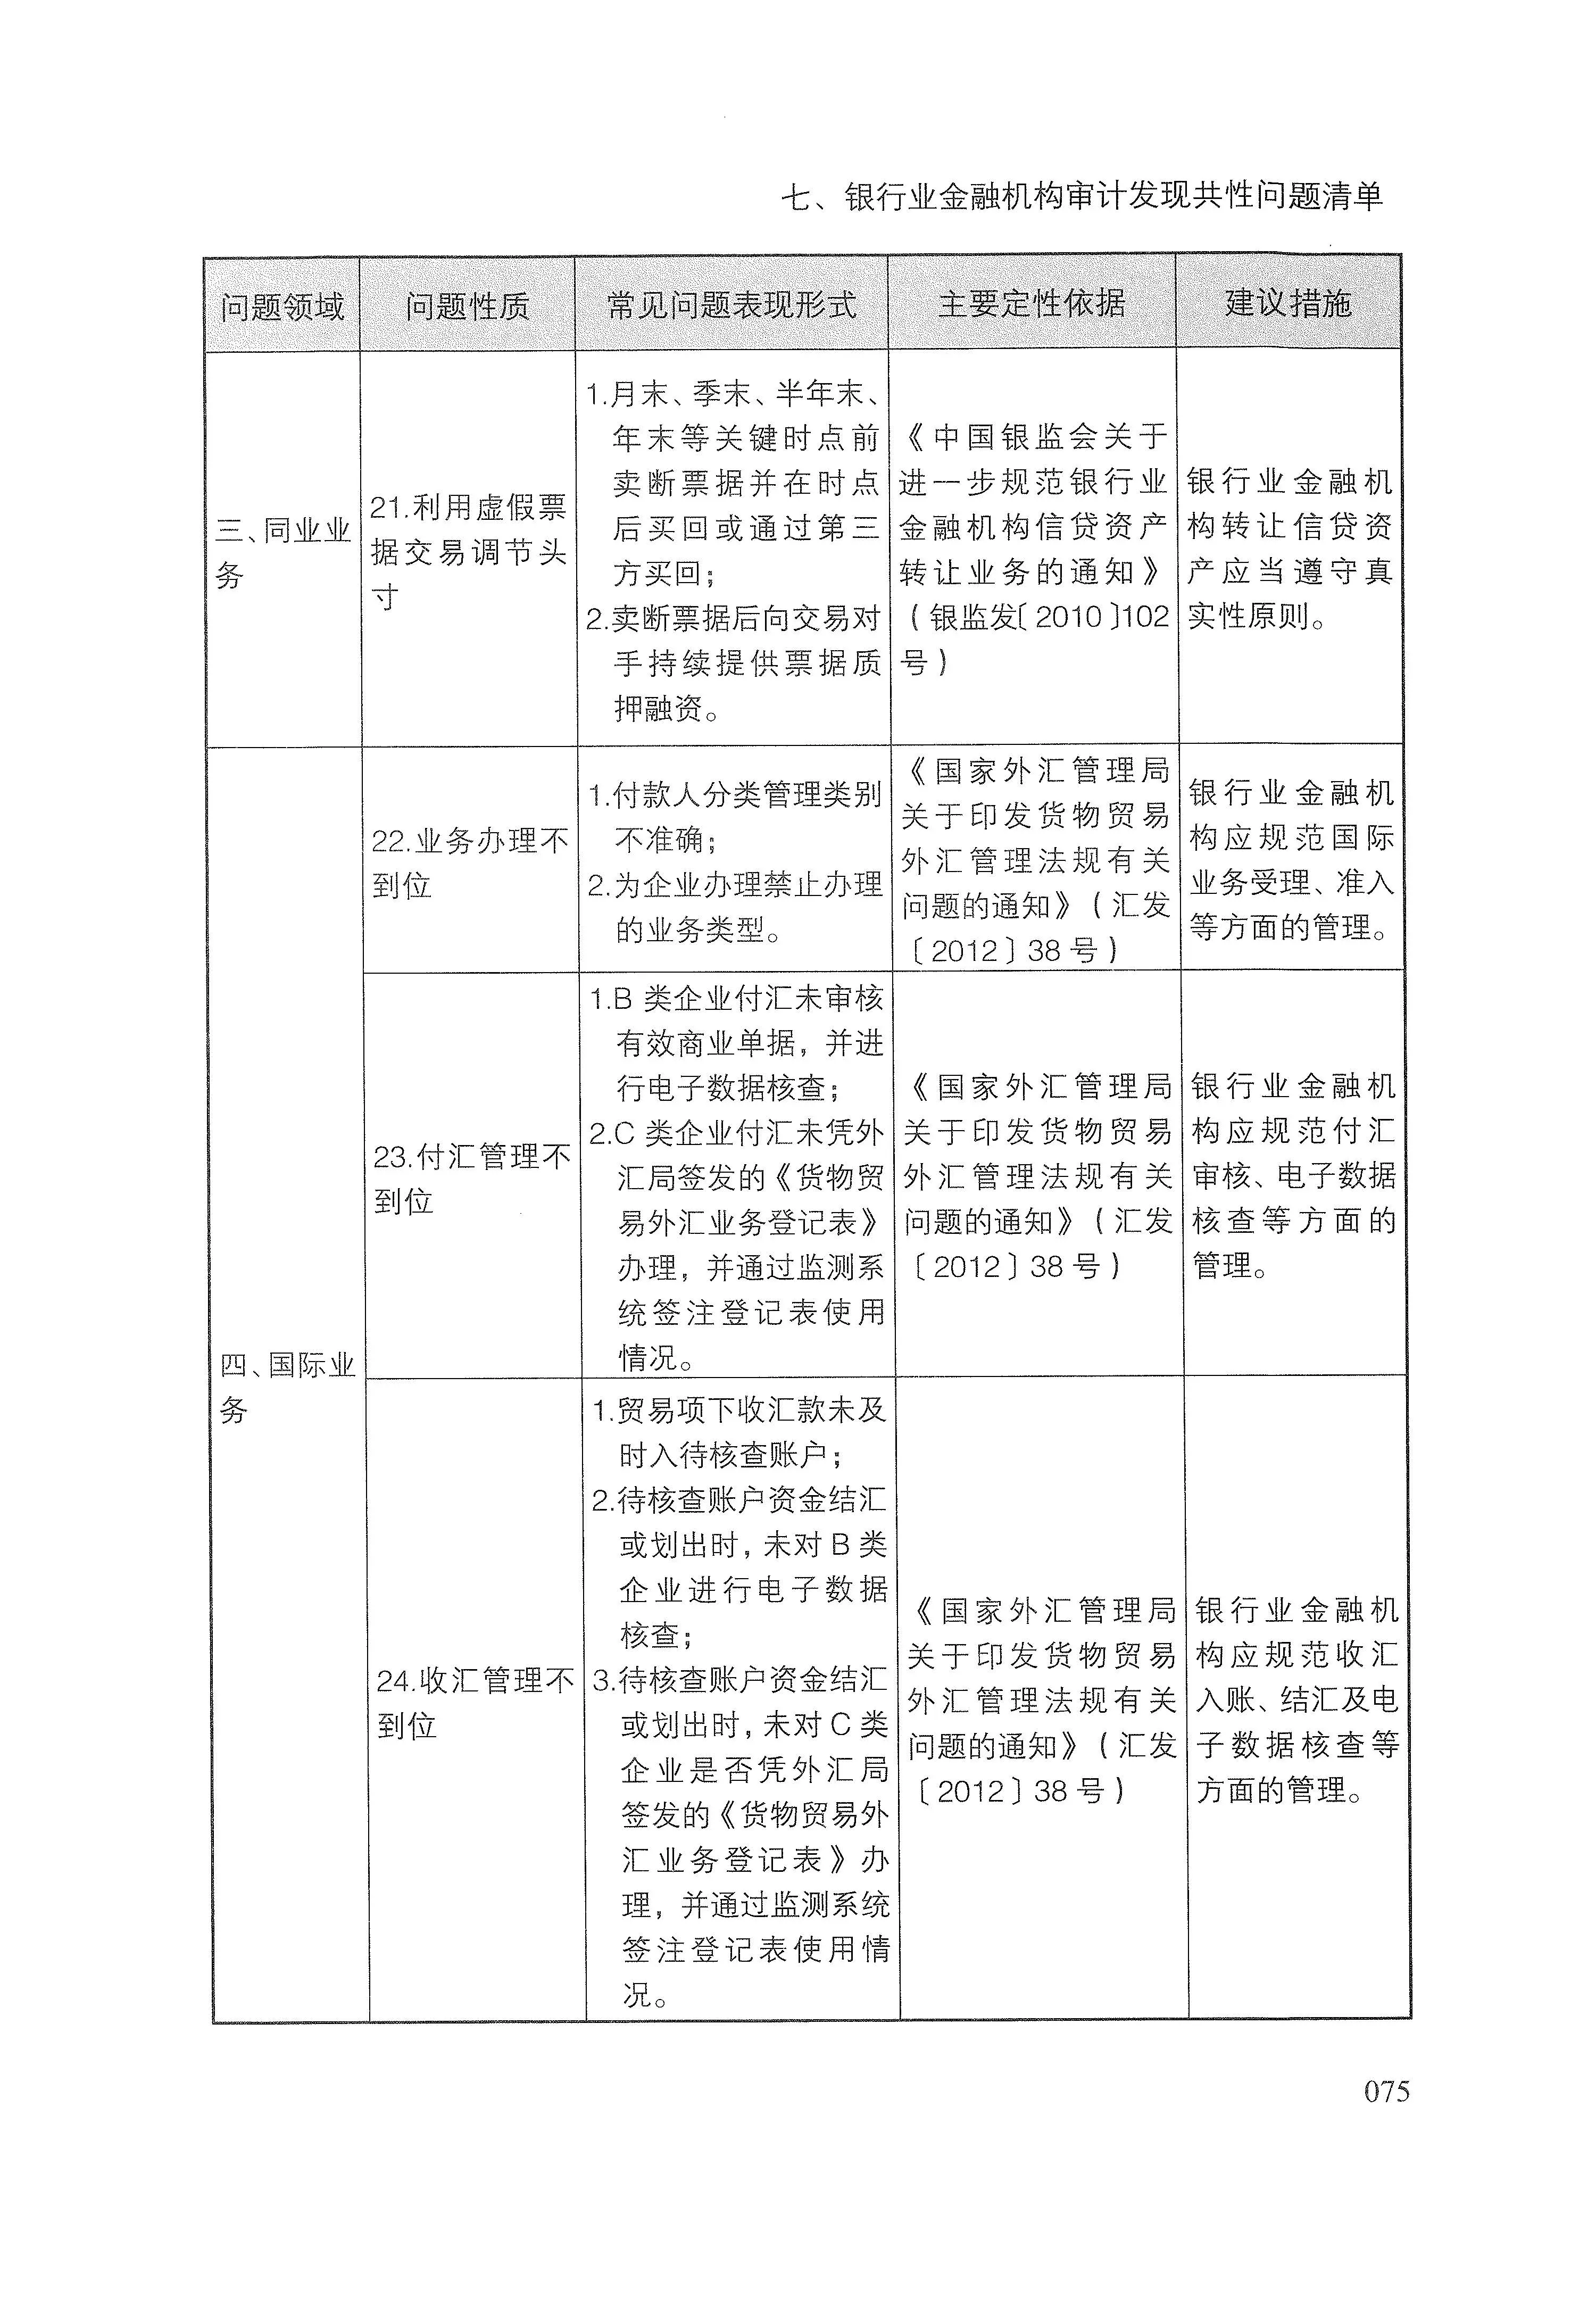 七、银行业金融机构审计发现共性问题清单
问题领域
问题性质
常见问题表现形式
主要定性依据
建议措施
三、同业业
务
21.利用虚假票
据交易调节头
寸
1.月末、季末、半年末、
年末等关键时点前
卖断票据并在时点
后买回或通过第三
方买回；
2.卖断票据后向交易对
手持续提供票据质
押融资。
《中国银监会关于
进一步规范银行业
金融机构信贷资产
转让业务的通知》
（银监发〔2010〕102
号）
银行业金融机
构转让信贷资
产应当遵守真
实性原则。
四、国际业
务
22.业务办理不
到位
1.付款人分类管理类别
不准确；
2.为企业办理禁止办理
的业务类型。
《国家外汇管理局
关于印发货物贸易
外汇管理法规有关
问题的通知》（汇发
〔2012〕38号）
银行业金融机
构应规范国际
业务受理、准入
等方面的管理。
23.付汇管理不
到位
1.B类企业付汇未审核
有效商业单据，并进
行电子数据核查；
2.C类企业付汇未凭外
汇局签发的《货物贸
易外汇业务登记表》
办理，并通过监测系
统签注登记表使用
情况。
《国家外汇管理局
关于印发货物贸易
外汇管理法规有关
问题的通知》（汇发
〔2012〕38号）
银行业金融机
构应规范付汇
审核、电子数据
核查等方面的
管理。
24.收汇管理不
到位
1.贸易项下收汇款未及
时入待核查账户；
2.待核查账户资金结汇
或划出时，未对B类
企业进行电子数据
核查；
3.待核查账户资金结汇
或划出时，未对C类
企业是否凭外汇局
签发的《货物贸易外
汇业务登记表》办
理，并通过监测系统
签注登记表使用情
况。
《国家外汇管理局
关于印发货物贸易
外汇管理法规有关
问题的通知》（汇发
〔2012〕38号）
银行业金融机
构应规范收汇
入账、结汇及电
子数据核查等
方面的管理。
075